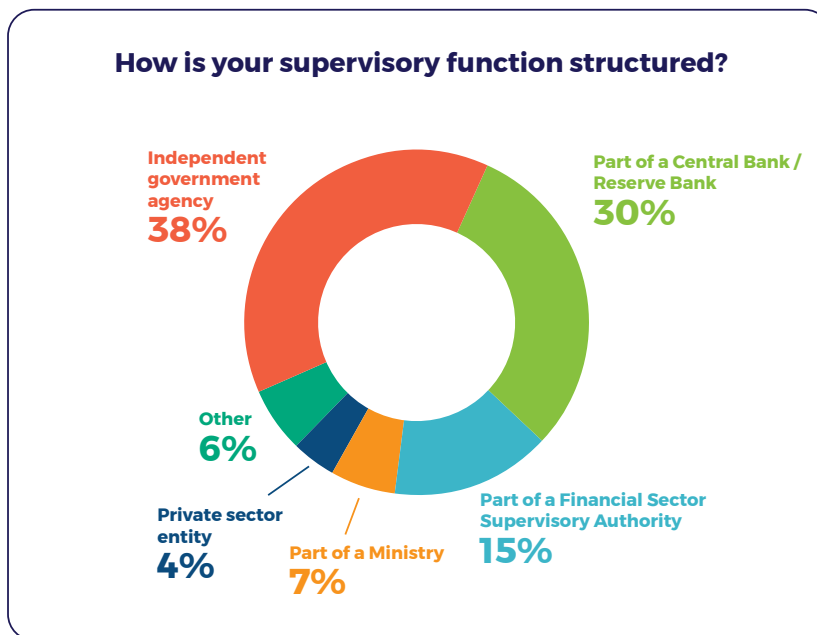 How is your supervisory function structured?
Independent
government
agency
38%
Part of a Central Bank /
Reserve Bank
30%
Other
6%
Private sector
entity
4%
Part of a Ministry
7%
Part of a Financial Sector
Supervisory Authority
15%